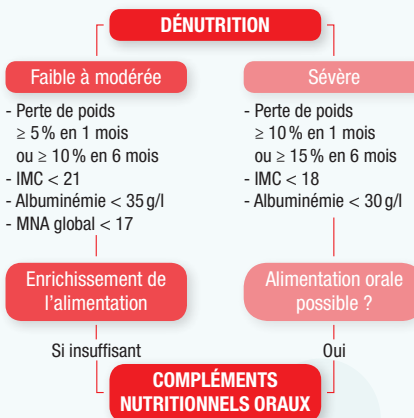 DÉNUTRITION
Faible à modérée
- Perte de poids
≥ 5 % en 1 mois
ou ≥ 10 % en 6 mois
- IMC < 21
- Albuminémie < 35 g/l
- MNA global < 17
Enrichissement de
l'alimentation
Si insuffisant
Sévère
- Perte de poids
≥ 10 % en 1 mois
ou ≥ 15 % en 6 mois
- IMC < 18
- Albuminémie < 30 g/l
Alimentation orale
possible ?
Oui
COMPLÉMENTS
NUTRITIONNELS ORAUX